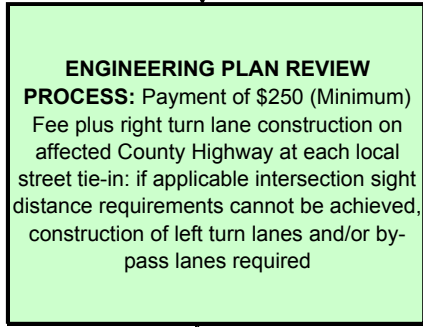 ENGINEERING PLAN REVIEW
PROCESS: Payment of $250 (Minimum)
Fee plus right turn lane construction on
affected County Highway at each local
street tie-in: if applicable intersection sight
distance requirements cannot be achieved,
construction of left turn lanes and/or by-
pass lanes required